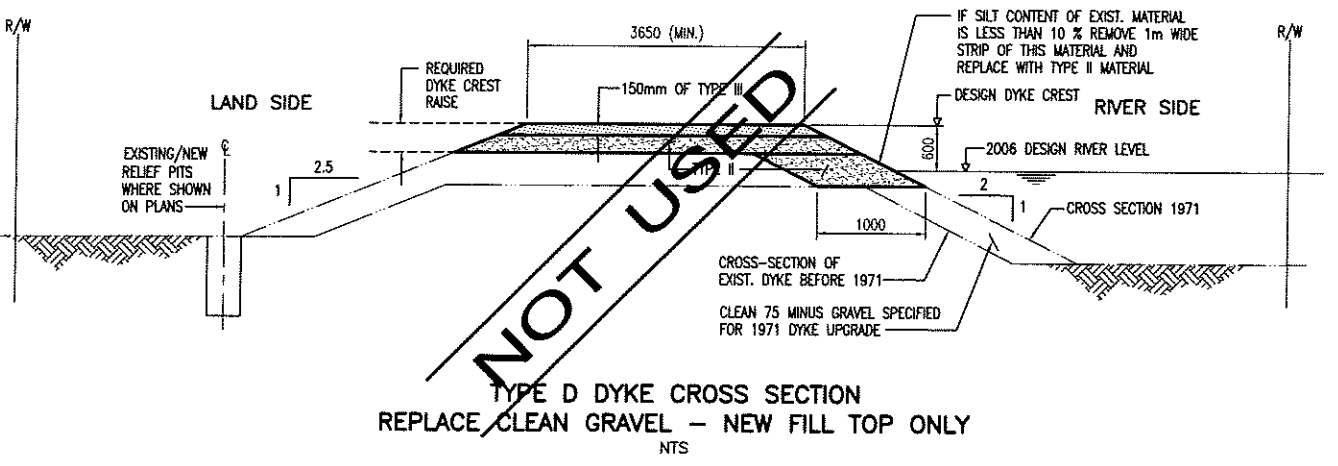 R/W
LAND SIDE
REQUIRED
DYKE CREST
RAISE
3650 (MIN.)
150mm OF TYPE III
IF SILT CONTENT OF EXIST. MATERIAL
IS LESS THAN 10 % REMOVE 1m WIDE
STRIP OF THIS MATERIAL AND
REPLACE WITH TYPE II MATERIAL
R/W
DESIGN DYKE CREST
RIVER SIDE
600
2006 DESIGN RIVER LEVEL
EXISTING/NEW
RELIEF PITS
WHERE SHOWN
ON PLANS
℄
2.5
1
TYPE II
2
1
CROSS SECTION 1971
1000
CROSS-SECTION OF
EXIST. DYKE BEFORE 1971
CLEAN 75 MINUS GRAVEL SPECIFIED
FOR 1971 DYKE UPGRADE
NOT USED
TYPE D DYKE CROSS SECTION
REPLACE CLEAN GRAVEL – NEW FILL TOP ONLY
NTS